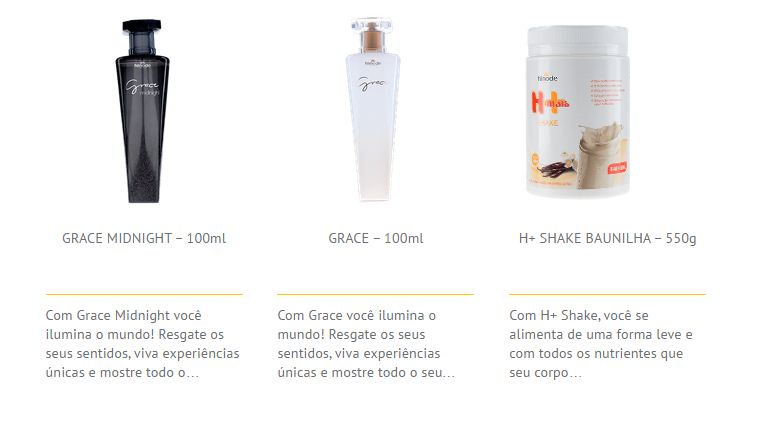 hinode
Grace
midnight
hinode
Grace
hinode
H+ mais
SHAKE
GRACE MIDNIGHT – 100ml
GRACE – 100ml
H+ SHAKE BAUNILHA – 550g
Com Grace Midnight você
ilumina o mundo! Resgate os
seus sentidos, viva experiências
únicas e mostre todo o…
Com Grace você ilumina o
mundo! Resgate os seus
sentidos, viva experiências
únicas e mostre todo o seu…
Com H+ Shake, você se
alimenta de uma forma leve e
com todos os nutrientes que
seu corpo…